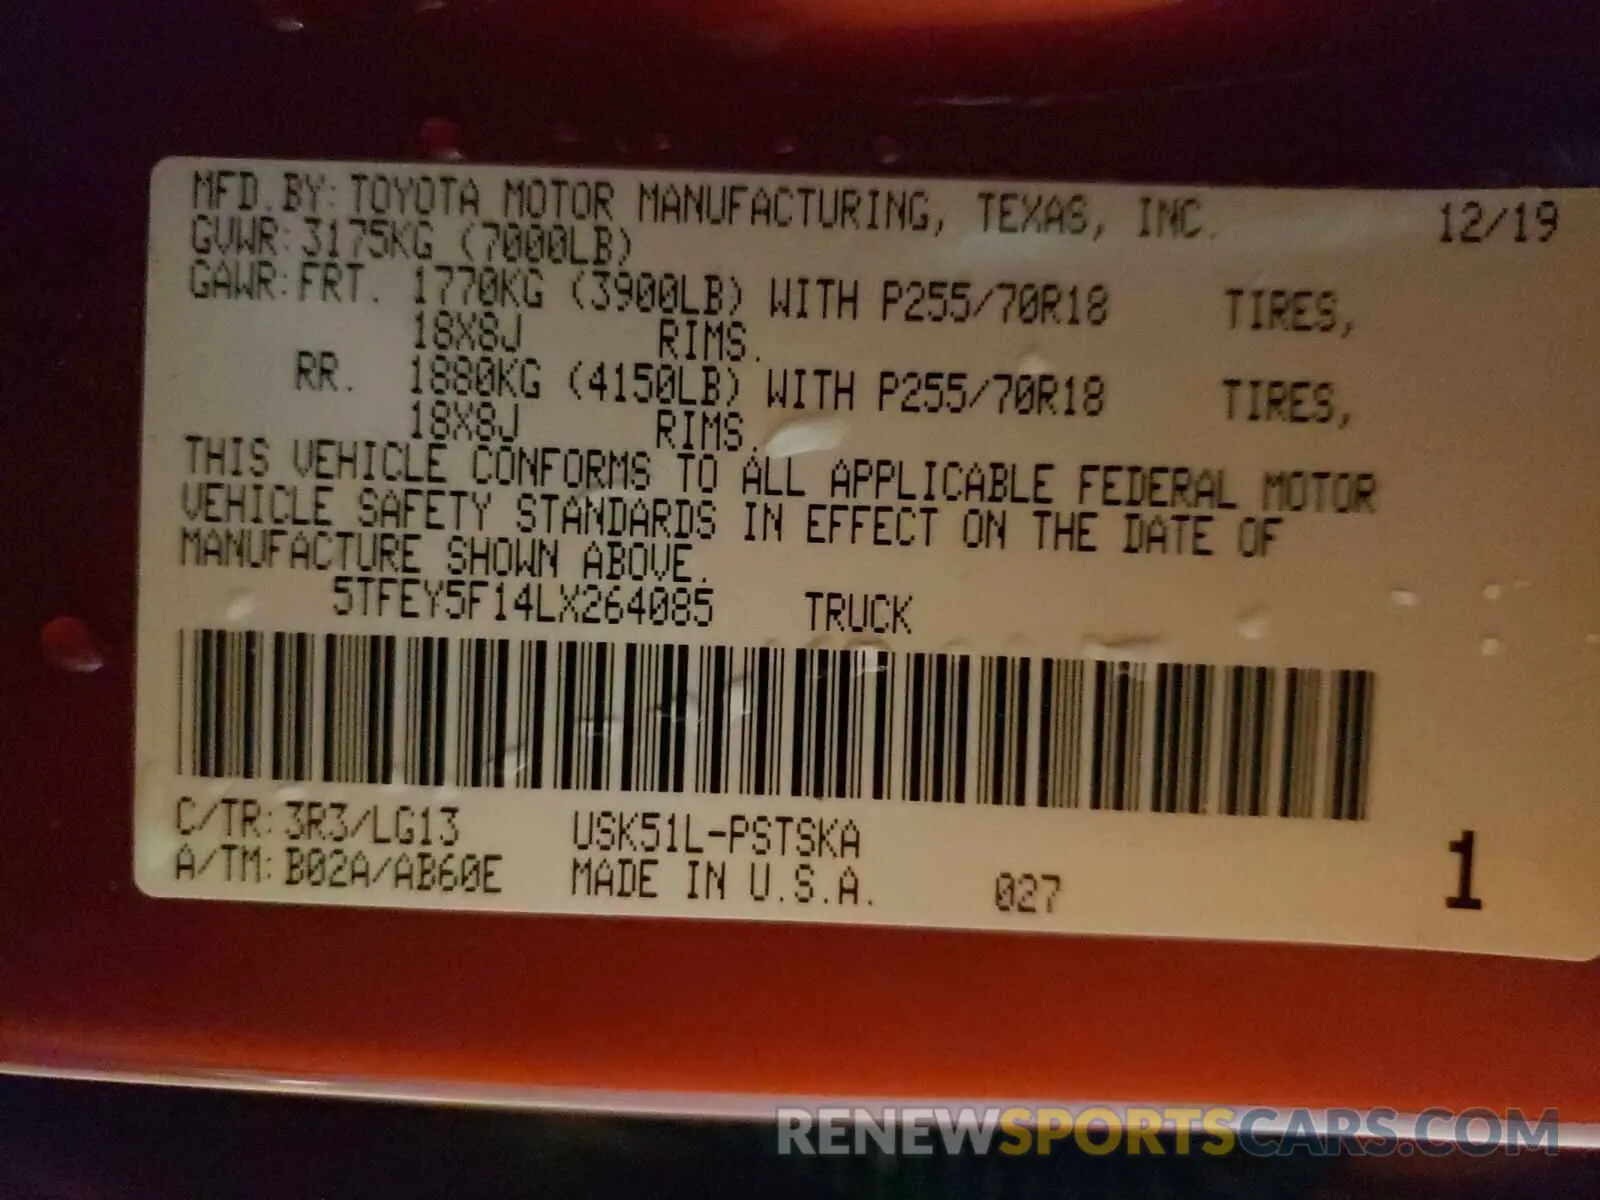 MFD.BY:TOYOTA MOTOR MANUFACTURING, TEXAS, INC. 12/19
GVWR:3175KG (7000LB)
GAWR:FRT. 1770KG (3900LB) WITH P255/70R18 TIRES,
18X8J RIMS.
RR. 1880KG (4150LB) WITH P255/70R18 TIRES,
18X8J RIMS.
THIS VEHICLE CONFORMS TO ALL APPLICABLE FEDERAL MOTOR
VEHICLE SAFETY STANDARDS IN EFFECT ON THE DATE OF
MANUFACTURE SHOWN ABOVE.
5TFEY5F14LX264085 TRUCK
C/TR:3R3/LG13 USK51L-PSTSKA
A/TM:B02A/AB60E MADE IN U.S.A. 027 1
RENEWSPORTSCARS.COM